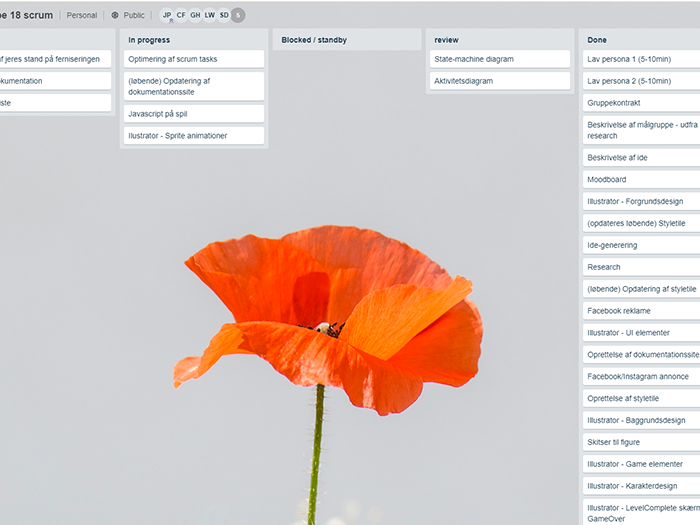 pe 18 scrum
Personal
Public
JP CF GH LW SD 5
af jeres stand på ferniseringen
okumentation
iste
In progress
Optimering af scrum tasks
(løbende) Opdatering af
dokumentationssite
Javascript på spil
Ilustrator - Sprite animationer
Blocked / standby
review
State-machine diagram
Aktivitetsdiagram
Done
Lav persona 1 (5-10min)
Lav persona 2 (5-10min)
Gruppekontrakt
Beskrivelse af målgruppe - udfra
research
Beskrivelse af ide
Moodboard
Illustrator - Forgrundsdesign
(opdateres løbende) Styletile
Ide-generering
Research
(løbende) Opdatering af styletile
Facebook reklame
Illustrator - UI elementer
Oprettelse af dokumentationssite
Facebook/Instagram annonce
Oprettelse af styletile
Illustrator - Baggrundsdesign
Skitser til figure
Illustrator - Game elementer
Illustrator - Karakterdesign
Illustrator - LevelComplete skærm
GameOver